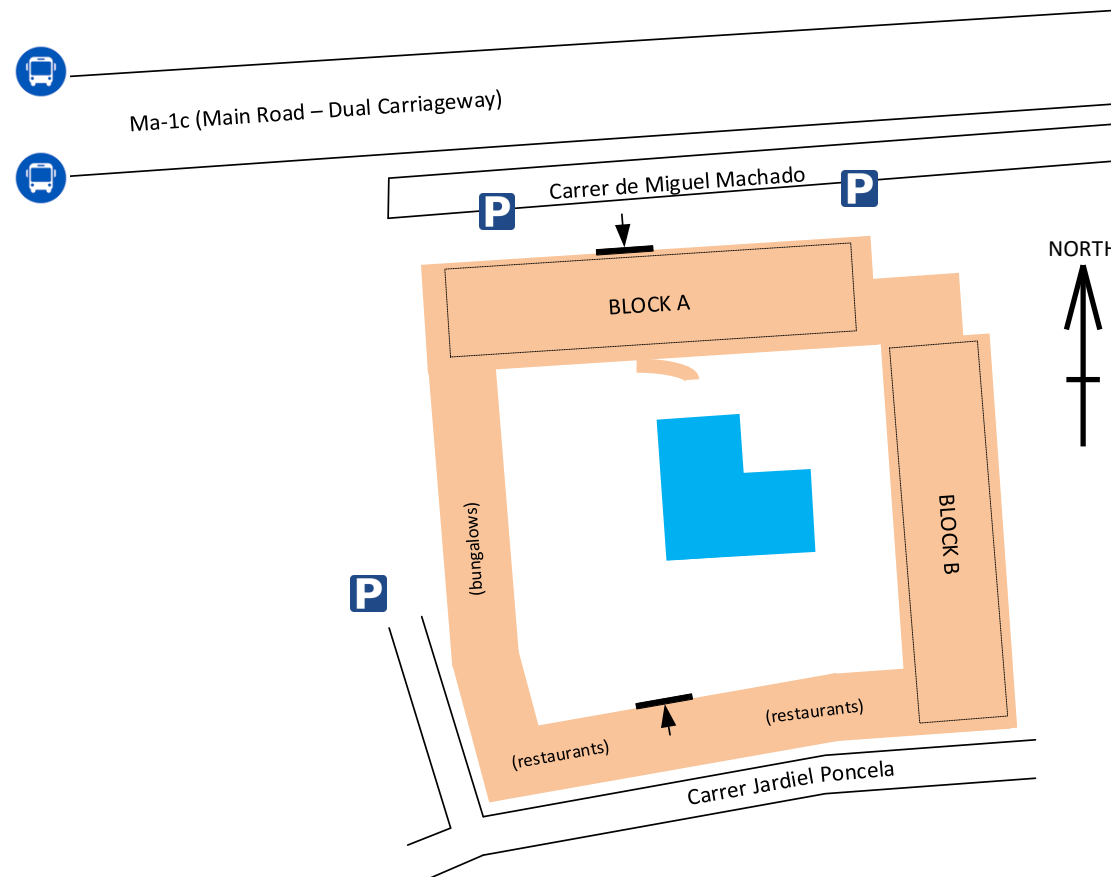 Ma-1c (Main Road – Dual Carriageway)
Carrer de Miguel Machado
P
P
BLOCK A
NORTH
(bungalows)
BLOCK B
P
(restaurants)
(restaurants)
Carrer Jardiel Poncela